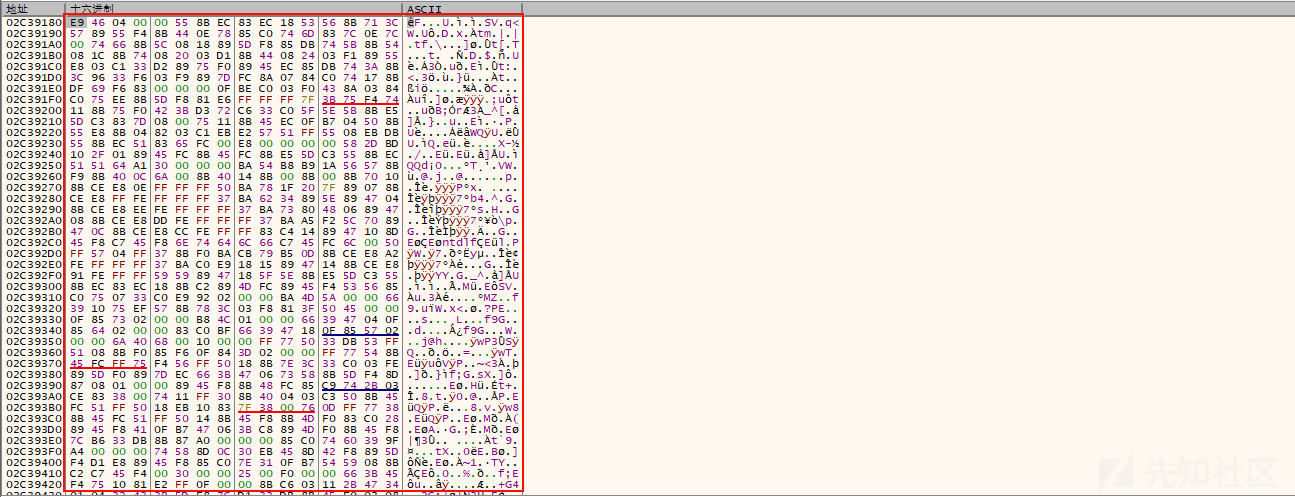 地址 十六进制 ASCII
02C39180 E9 46 04 00 00 55 8B EC 83 EC 18 53 56 8B 71 3C éF...U.ì.ì.SV.q<
02C39190 57 89 55 F4 8B 44 0E 78 85 C0 74 6D 83 7C 0E 7C W.Uô.D.x.Àtm.|.|
02C391A0 00 74 66 8B 5C 08 18 89 5D F8 85 DB 74 5B 8B 54 .tf.\...]ø.Ût[.T
02C391B0 08 1C 8B 74 08 20 03 D1 8B 44 08 24 03 F1 89 55 ...t. .Ñ.D.$.ñ.U
02C391C0 E8 03 C1 33 D2 89 75 F0 89 45 EC 85 DB 74 3A 8B è.Á3Ò.uð.Eì.Ût:.
02C391D0 3C 96 33 F6 03 F9 89 7D FC 8A 07 84 C0 74 17 8B <.3ö.ù.}ü...Àt..
02C391E0 DF 69 F6 83 00 00 00 0F BE C0 03 F0 43 8A 03 84 ßiö.....¾À.ðC...
02C391F0 C0 75 EE 8B 5D F8 81 E6 FF FF FF 7F 3B 75 F4 74 Àuî.]ø.æÿÿÿ.;uôt
02C39200 11 8B 75 F0 42 3B D3 72 C6 33 C0 5F 5E 5B 8B E5 ..uðB;ÓrÆ3À_^[.å
02C39210 5D C3 83 7D 08 00 75 11 8B 45 EC 0F B7 04 50 8B ]Ã.}..u..Eì.·.P.
02C39220 55 E8 8B 04 82 03 C1 EB E2 57 51 FF 55 08 EB DB Uè....ÁëâWQÿU.ëÛ
02C39230 55 8B EC 51 83 65 FC 00 E8 00 00 00 00 58 2D BD U.ìQ.eü.è....X-½
02C39240 10 2F 01 89 45 FC 8B 45 FC 8B E5 5D C3 55 8B EC ./..Eü.Eü.å]ÃU.ì
02C39250 51 51 64 A1 30 00 00 00 BA 54 B8 B9 1A 56 57 8B QQd¡0...ºT¸¹.VW.
02C39260 F9 8B 40 0C 6A 00 8B 40 14 8B 00 8B 00 8B 70 10 ù.@.j..@......p.
02C39270 8B CE E8 0E FF FF FF 50 BA 78 1F 20 7F 89 07 8B .Îè.ÿÿÿPºx. ....
02C39280 CE E8 FF FE FF FF FF 37 BA 62 34 89 5E 89 47 04 Îèÿþÿÿÿ7ºb4.^.G.
02C39290 8B CE E8 EE FE FF FF FF 37 BA 73 80 48 06 89 47 .Îèîþÿÿÿ7ºs.H..G
02C392A0 08 8B CE E8 DD FE FF FF FF 37 BA A5 F2 5C 70 89 ..ÎèÝþÿÿÿ7º¥ò\p.
02C392B0 47 0C 8B CE E8 CC FE FF FF 83 C4 14 89 47 10 8D G..ÎèÌþÿÿ.Ä..G..
02C392C0 45 F8 C7 45 F8 6E 74 64 6C 66 C7 45 FC 6C 00 50 EøÇEøntdlfÇEül.P
02C392D0 FF 57 04 FF 37 8B F0 BA CB 79 B5 0D 8B CE E8 A2 ÿW.ÿ7.ðºËyµ..Îè¢
02C392E0 FE FF FF FF 37 BA C0 E9 18 15 89 47 14 8B CE E8 þÿÿÿ7ºÀé...G..Îè
02C392F0 91 FE FF FF 59 59 89 47 18 5F 5E 8B E5 5D C3 55 .þÿÿYY.G._^.å]ÃU
02C39300 8B EC 83 EC 18 8B C2 89 4D FC 89 45 F4 53 56 85 .ì.ì..Â.Mü.EôSV.
02C39310 C0 75 07 33 C0 E9 92 02 00 00 BA 4D 5A 00 00 66 Àu.3Àé....ºMZ..f
02C39320 39 10 75 EF 57 8B 78 3C 03 F8 81 3F 50 45 00 00 9.uïW.x<.ø.?PE..
02C39330 0F 85 73 02 00 00 B8 4C 01 00 00 66 39 47 04 0F ..s...¸L...f9G..
02C39340 85 64 02 00 00 83 C0 BF 66 39 47 18 0F 85 57 02 .d....À¿f9G...W.
02C39350 00 00 6A 40 68 00 10 00 00 FF 77 50 33 DB 53 FF ..j@h....ÿwP3ÛSÿ
02C39360 51 08 8B F0 85 F6 0F 84 3D 02 00 00 FF 77 54 8B Q..ð.ö..=...ÿwT.
02C39370 45 FC FF 75 F4 56 FF 50 18 8B 7E 3C 33 C0 03 FE EüÿuôVÿP..~<3À.þ
02C39380 89 5D F0 89 7D EC 66 3B 47 06 73 58 8B 5D F4 8D .]ð.}ìf;G.sX.]ô.
02C39390 87 08 01 00 00 89 45 F8 8B 48 FC 85 C9 74 2B 03 ......Eø.Hü.Ét+.
02C393A0 CE 83 38 00 74 11 FF 30 8B 40 04 03 C3 50 8B 45 Î.8.t.ÿ0.@..ÃP.E
02C393B0 FC 51 FF 50 18 EB 10 83 7F 38 00 76 0D FF 77 38 üQÿP.ë...8.v.ÿw8
02C393C0 8B 45 FC 51 FF 50 14 8B 45 F8 8B 4D F0 83 C0 28 .EüQÿP..Eø.Mð.À(
02C393D0 89 45 F8 41 0F B7 47 06 3B C8 89 4D F0 8B 45 F8 .EøA.·G.;È.Mð.Eø
02C393E0 7C B6 33 DB 8B 87 A0 00 00 00 85 C0 74 60 39 9F |¶3Û.. ....Àt`9.
02C393F0 A4 00 00 00 74 58 8D 0C 30 EB 45 8B 5D 42 F8 89 5D
02C39400 F4 D1 E8 89 45 F8 85 C0 7E 31 0F B7 54 59 08 8B ôÑè.Eø.À~1.·TY..
02C39410 C2 C7 45 F4 00 30 00 00 25 00 F0 00 00 66 3B 45 ÂÇEô.0..%.ð..f;E
02C39420 F4 75 10 81 E2 FF 0F 00 00 8B C6 03 11 2B 47 34 ôu..âÿ....Æ..+G4
先知社区